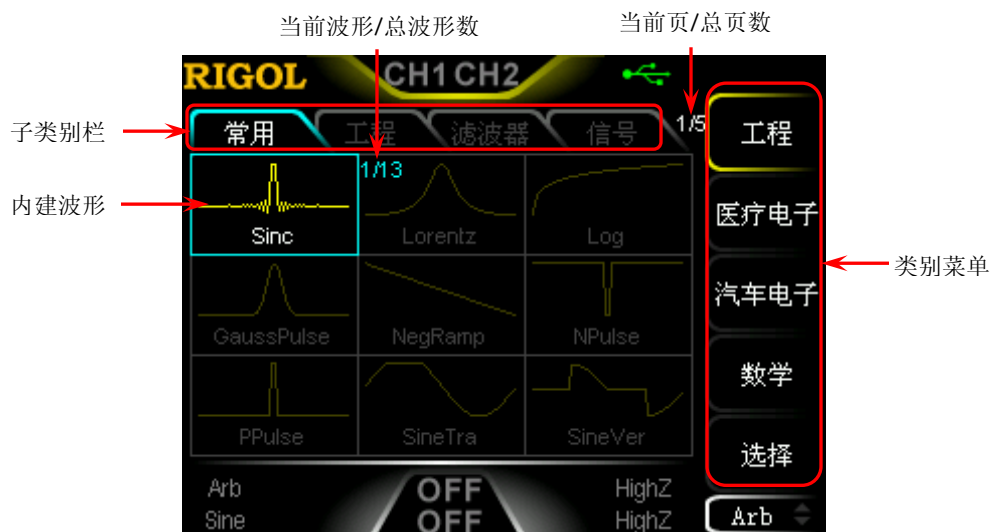 当前波形/总波形数
当前页/总页数
RIGOL
CH1 CH2
子类别栏
常用
工程
滤波器
信号
1/5
工程
1/13
内建波形
Sinc
Lorentz
Log
医疗电子
类别菜单
GaussPulse
NegRamp
NPulse
汽车电子
数学
PPulse
SineTra
SineVer
选择
Arb
OFF
HighZ
Sine
OFF
HighZ
Arb